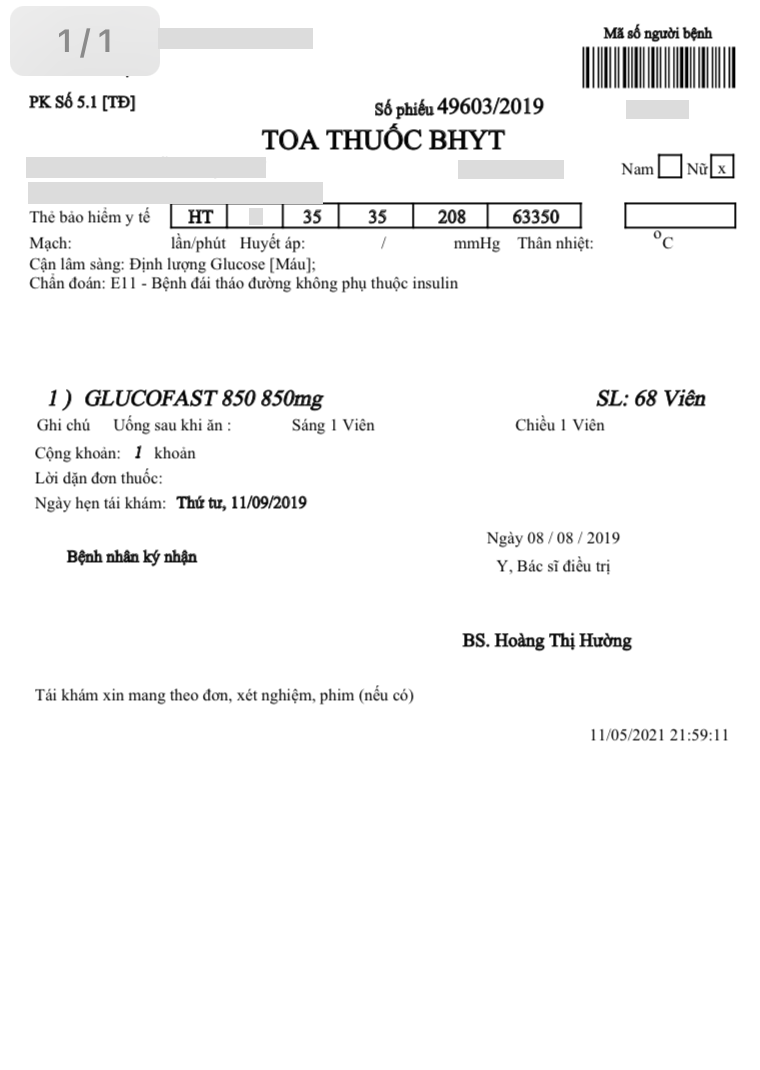 1/1
Mã số người bệnh
PK Số 5.1 [TĐ]
Số phiếu 49603/2019
TOA THUỐC BHYT
Nam Nữ x
Thẻ bảo hiểm y tế HT 35 35 208 63350
Mạch: lần/phút Huyết áp: / mmHg Thân nhiệt: °C
Cận lâm sàng: Định lượng Glucose [Máu];
Chẩn đoán: E11 - Bệnh đái tháo đường không phụ thuộc insulin
1 ) GLUCOFAST 850 850mg SL: 68 Viên
Ghi chú Uống sau khi ăn : Sáng 1 Viên Chiều 1 Viên
Cộng khoản: 1 khoản
Lời dặn đơn thuốc:
Ngày hẹn tái khám: Thứ tư, 11/09/2019
Ngày 08 / 08 / 2019
Bệnh nhân ký nhận
Y, Bác sĩ điều trị
BS. Hoàng Thị Hường
Tái khám xin mang theo đơn, xét nghiệm, phim (nếu có)
11/05/2021 21:59:11